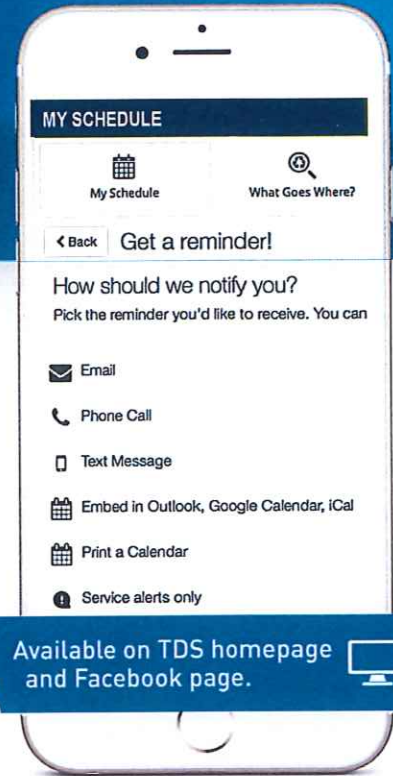 MY SCHEDULE
My Schedule
What Goes Where?
Back Get a reminder!
How should we notify you?
Pick the reminder you'd like to receive. You can
Email
Phone Call
Text Message
Embed in Outlook, Google Calendar, iCal
Print a Calendar
Service alerts only
Available on TDS homepage
and Facebook page.